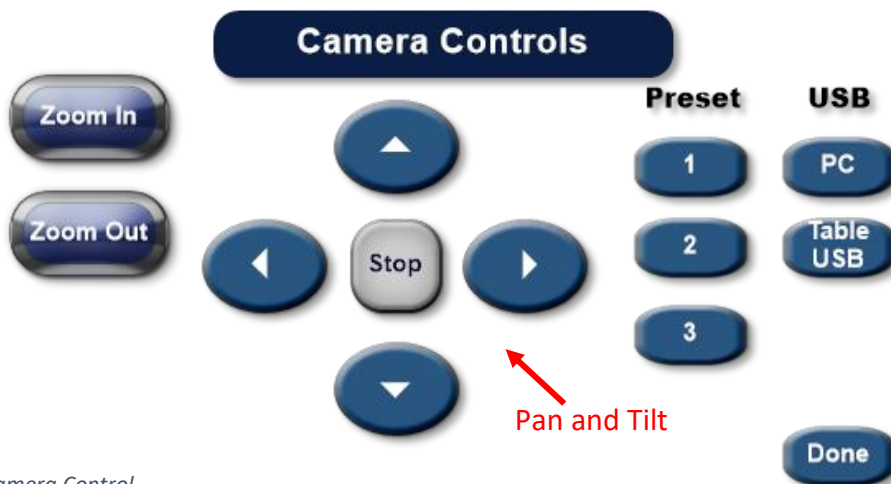 Camera Controls
Preset
USB
Zoom In
1
PC
Zoom Out
Stop
2
Table
USB
3
Pan and Tilt
Done
Control